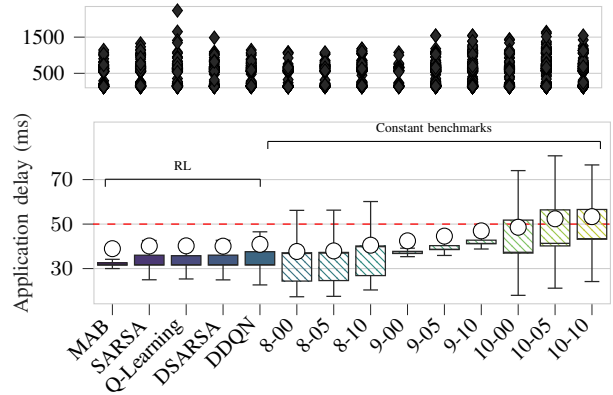 1500
500
Application delay (ms)
Constant benchmarks
RL
70
50
30
MAB
SARSA
Q-Learning
DSARSA
DDQN
8-00
8-05
8-10
9-00
9-05
9-10
10-00
10-05
10-10